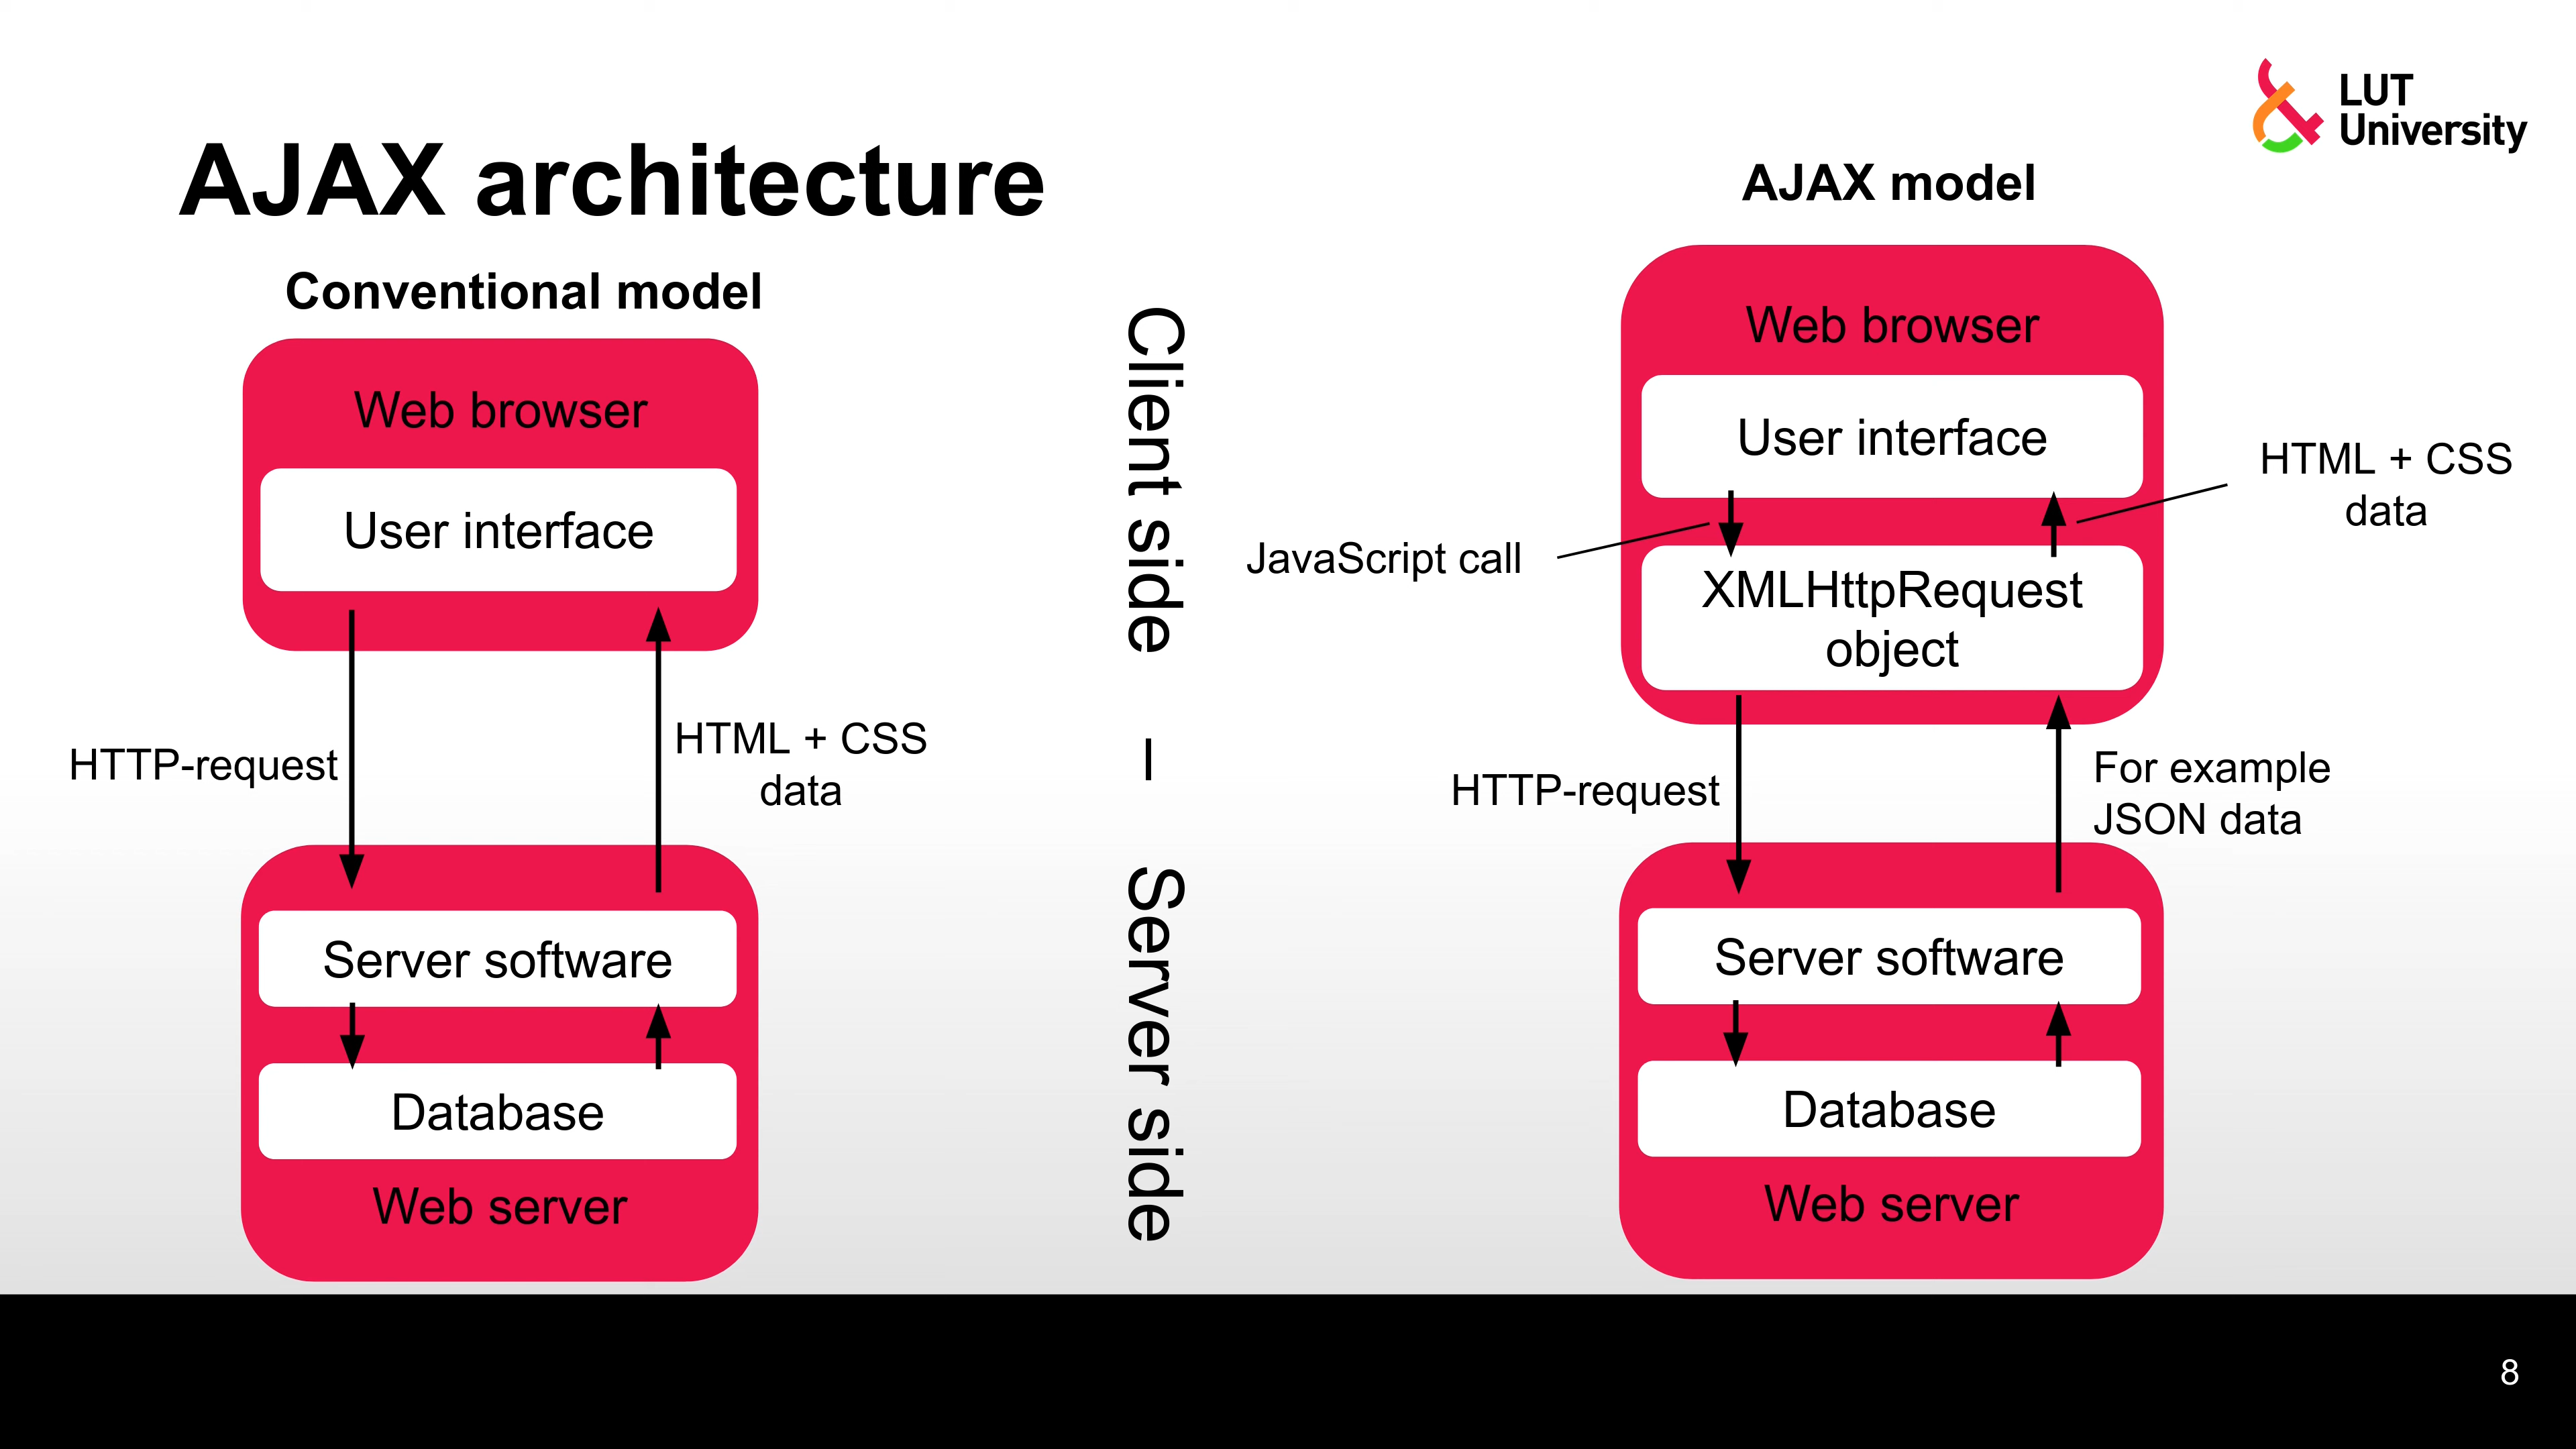 LUT
University
AJAX architecture
Conventional model
Web browser
User interface
HTTP-request
HTML + CSS
data
Server software
Database
Web server
Client side – Server side
AJAX model
Web browser
User interface
JavaScript call
HTML + CSS
data
XMLHttpRequest
object
HTTP-request
For example
JSON data
Server software
Database
Web server
8